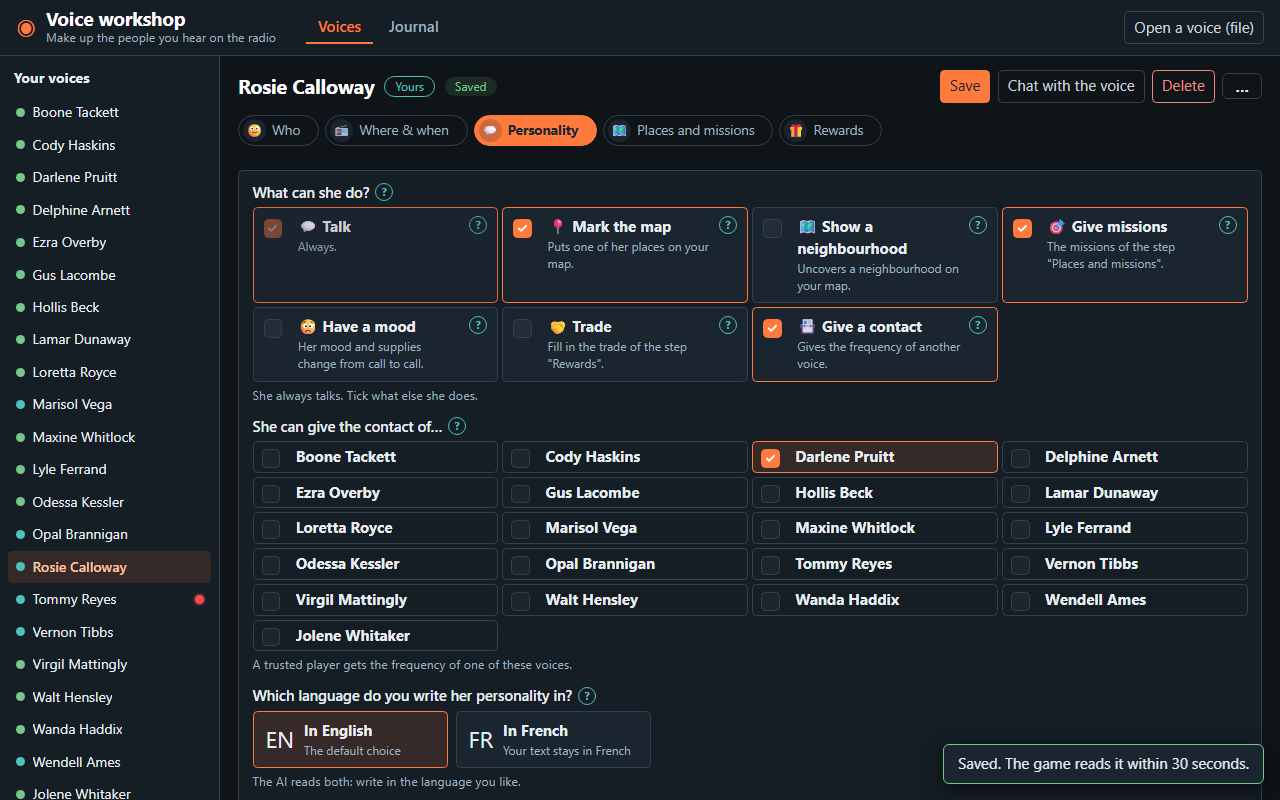 Voice workshop
Make up the people you hear on the radio
Voices
Journal
Open a voice (file)
Your voices
Boone Tackett
Cody Haskins
Darlene Pruitt
Delphine Arnett
Ezra Overby
Gus Lacombe
Hollis Beck
Lamar Dunaway
Loretta Royce
Marisol Vega
Maxine Whitlock
Lyle Ferrand
Odessa Kessler
Opal Brannigan
Rosie Calloway
Tommy Reyes
Vernon Tibbs
Virgil Mattingly
Walt Hensley
Wanda Haddix
Wendell Ames
Jolene Whitaker
Rosie Calloway
Yours
Saved
Save
Chat with the voice
Delete
...
Who
Where & when
Personality
Places and missions
Rewards
What can she do? ?
Talk ?
Always.
Mark the map ?
Puts one of her places on your
map.
Show a ?
neighbourhood
Uncovers a neighbourhood on
your map.
Give missions ?
The missions of the step
"Places and missions".
Have a mood ?
Her mood and supplies
change from call to call.
Trade ?
Fill in the trade of the step
"Rewards".
Give a contact ?
Gives the frequency of another
voice.
She always talks. Tick what else she does.
She can give the contact of... ?
Boone Tackett
Cody Haskins
Darlene Pruitt
Delphine Arnett
Ezra Overby
Gus Lacombe
Hollis Beck
Lamar Dunaway
Loretta Royce
Marisol Vega
Maxine Whitlock
Lyle Ferrand
Odessa Kessler
Opal Brannigan
Tommy Reyes
Vernon Tibbs
Virgil Mattingly
Walt Hensley
Wanda Haddix
Wendell Ames
Jolene Whitaker
A trusted player gets the frequency of one of these voices.
Which language do you write her personality in? ?
EN
In English
The default choice
FR
In French
Your text stays in French
The AI reads both: write in the language you like.
Saved. The game reads it within 30 seconds.